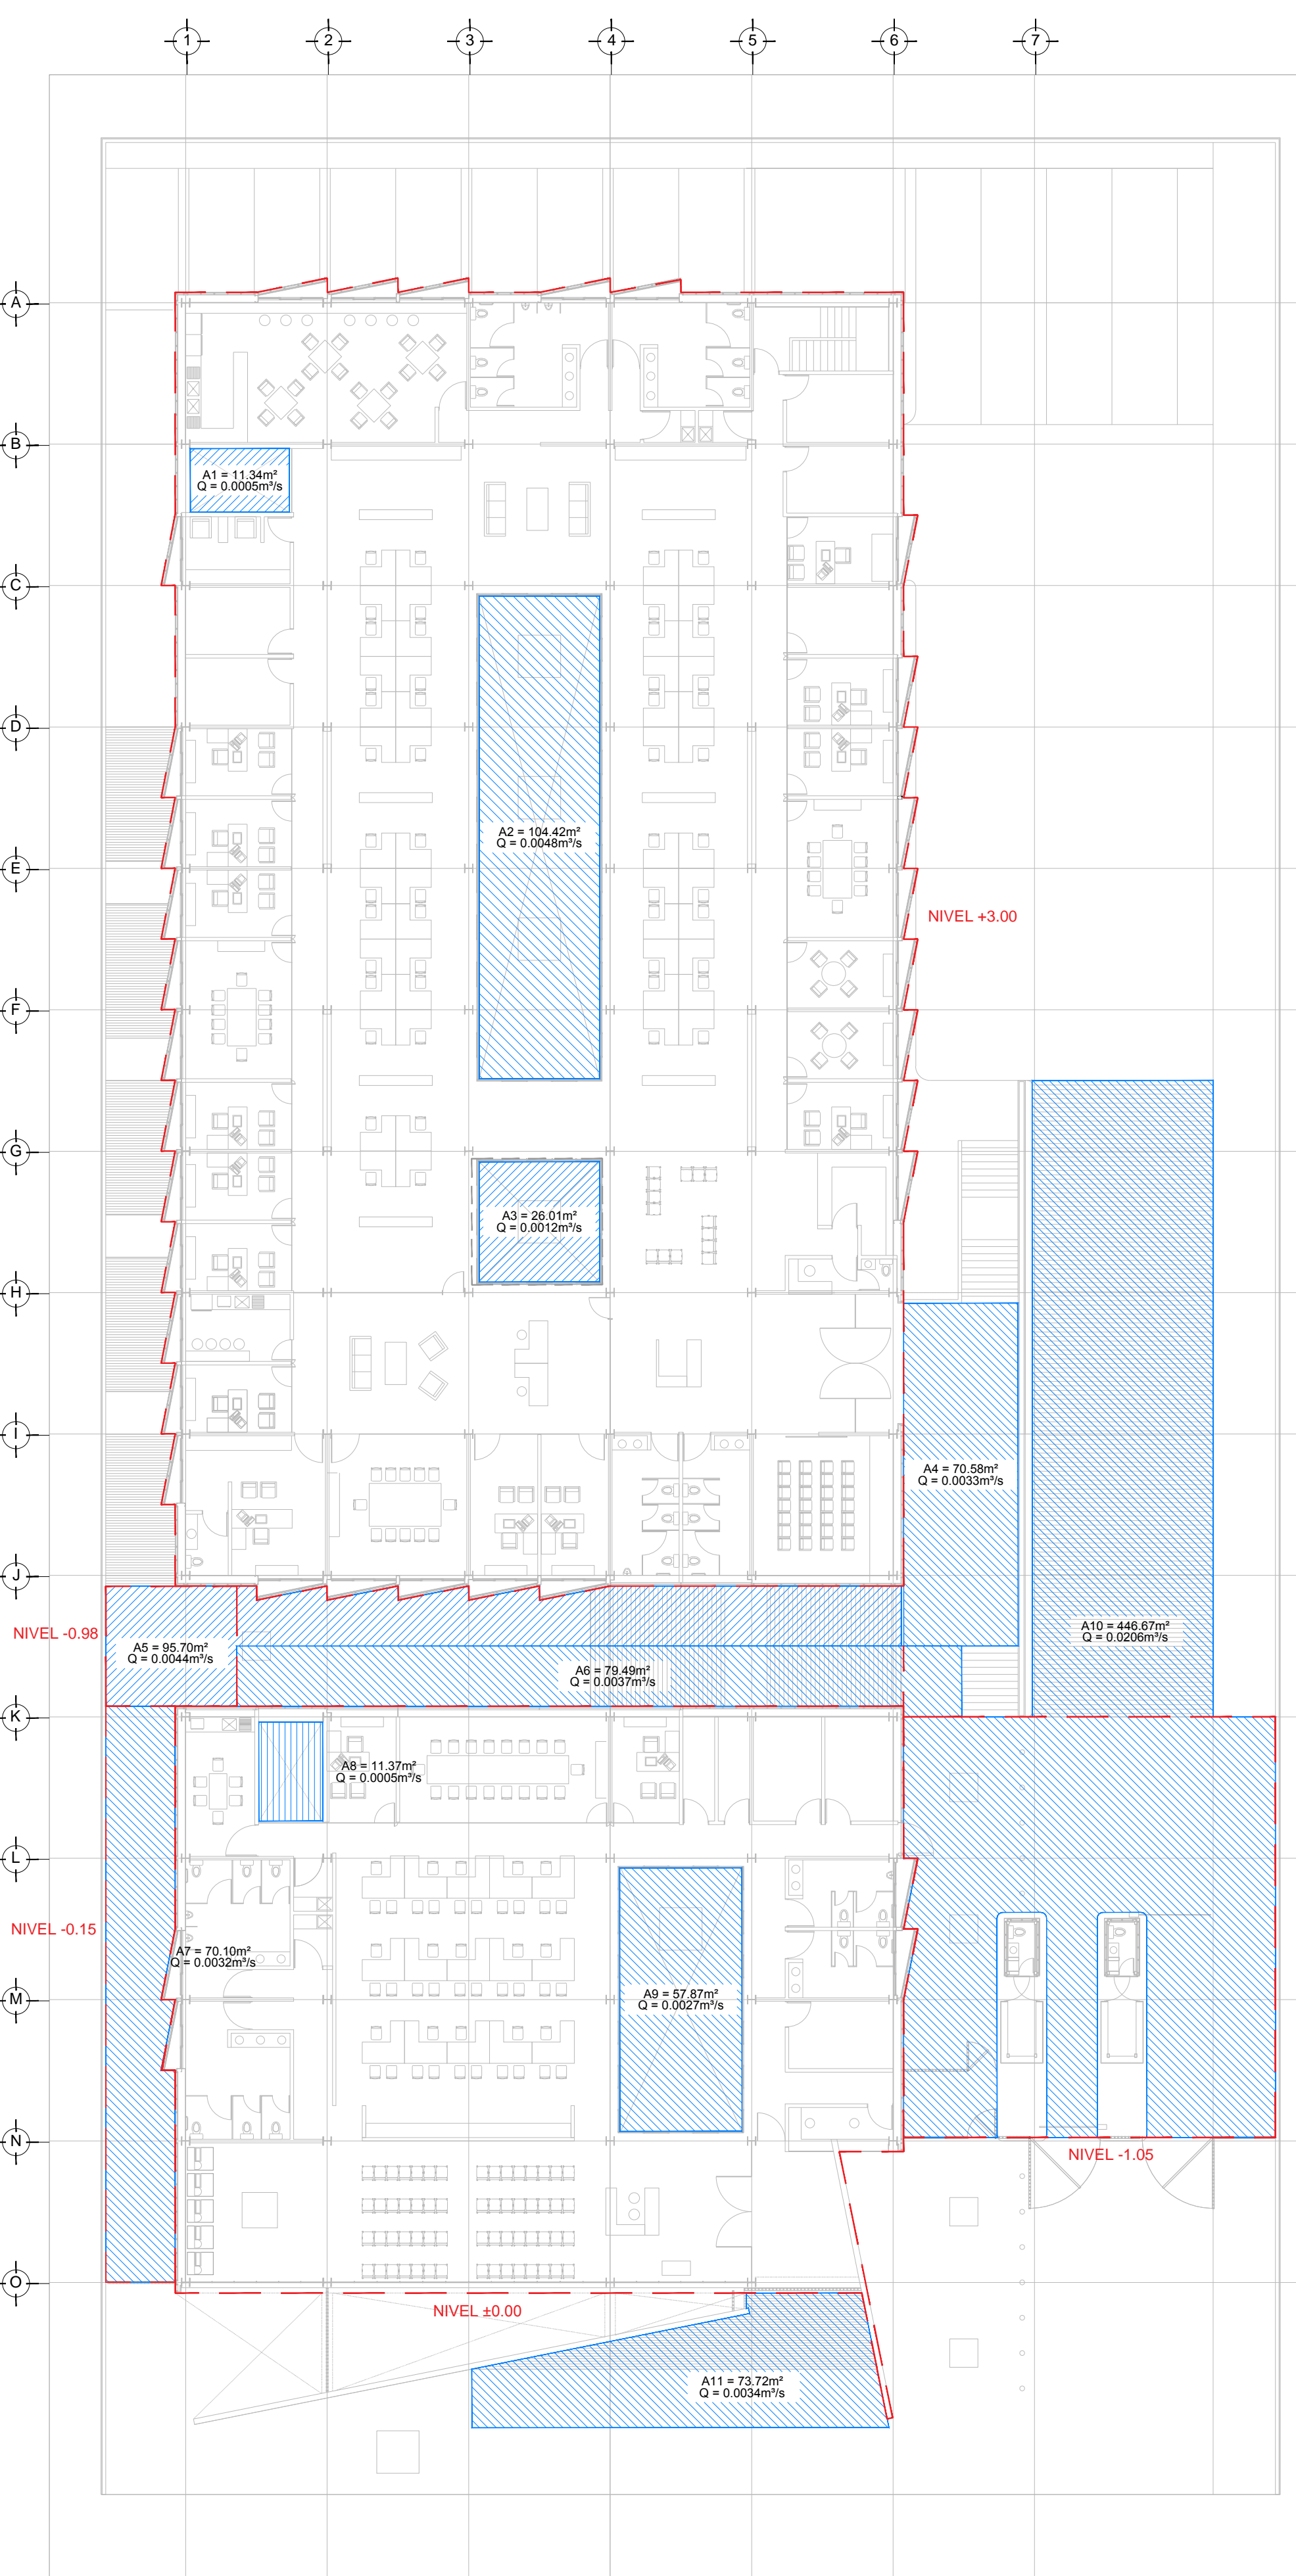 1
2
3
4
5
6
7
A
B
A1 = 11.34m²
Q = 0.0005m³/s
C
D
A2 = 104.42m²
Q = 0.0048m³/s
E
NIVEL +3.00
F
G
A3 = 26.01m²
Q = 0.0012m³/s
H
I
A4 = 70.58m²
Q = 0.0033m³/s
J
NIVEL -0.98
A5 = 95.70m²
Q = 0.0044m³/s
A10 = 446.67m²
Q = 0.0206m³/s
A6 = 79.49m²
Q = 0.0037m³/s
K
A8 = 11.37m²
Q = 0.0005m³/s
L
NIVEL -0.15
A7 = 70.10m²
Q = 0.0032m³/s
M
A9 = 57.87m²
Q = 0.0027m³/s
N
NIVEL -1.05
O
NIVEL ±0.00
A11 = 73.72m²
Q = 0.0034m³/s